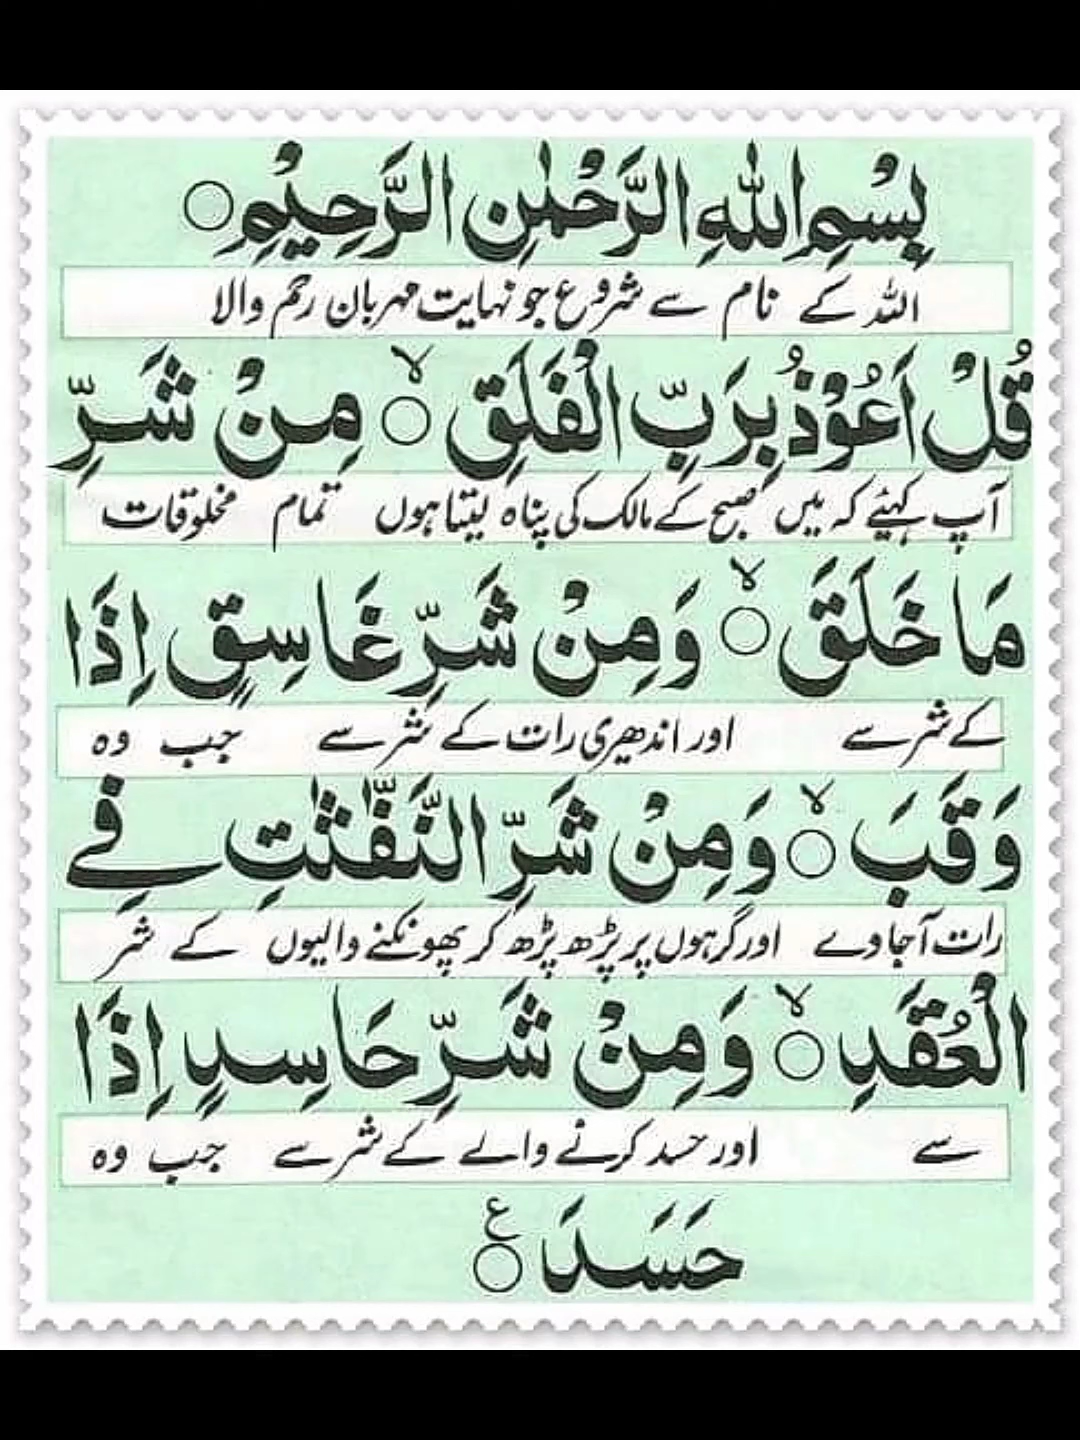 بِسْمِ اللّٰهِ الرَّحْمٰنِ الرَّحِيْمِ ○
اللہ کے نام سے شروع جو نہایت مہربان رحم والا
قُلْ اَعُوْذُ بِرَبِّ الْفَلَقِ ○ۙ مِنْ شَرِّ
آپ کہئیے کہ میں صبح کے مالک کی پناہ لیتا ہوں تمام مخلوقات
مَا خَلَقَ ○ۙ وَمِنْ شَرِّ غَاسِقٍ اِذَا
کے شر سے اور اندھیری رات کے شر سے جب وہ
وَقَبَ ○ۙ وَمِنْ شَرِّ النَّفّٰثٰتِ فِي
رات آجاوے اور گرہوں پر پڑھ پڑھ کر پھونکنے والیوں کے شر
الْعُقَدِ ○ۙ وَمِنْ شَرِّ حَاسِدٍ اِذَا
سے اور حسد کرنے والے کے شر سے جب وہ
حَسَدَ ○ع